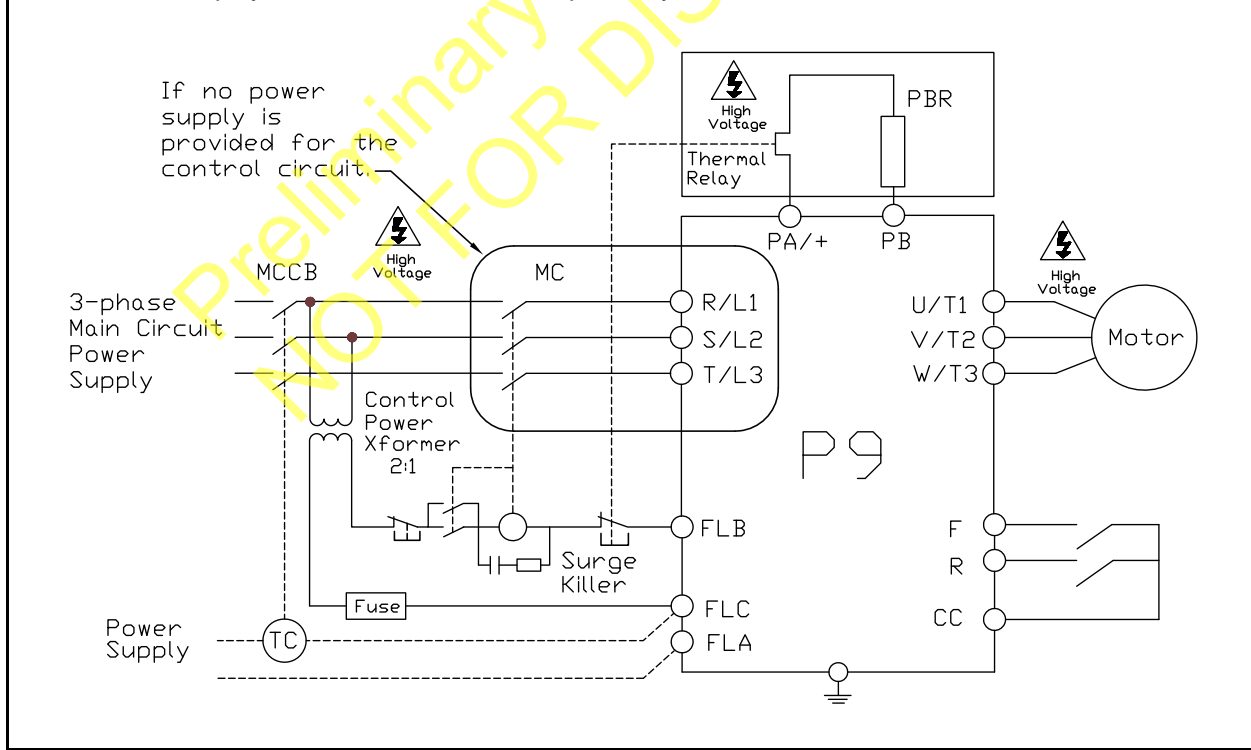 Preliminary
NOT FOR DIS
If no power
supply is
provided for the
control circuit.
High
Voltage
PBR
Thermal
Relay
PA/+
PB
MCCB
High
Voltage
MC
High
Voltage
3-phase
Main Circuit
Power
Supply
R/L1
S/L2
T/L3
U/T1
V/T2
W/T3
Motor
Control
Power
Xformer
2:1
P9
FLB
Surge
Killer
F
R
CC
Fuse
FLC
FLA
Power
Supply
TC